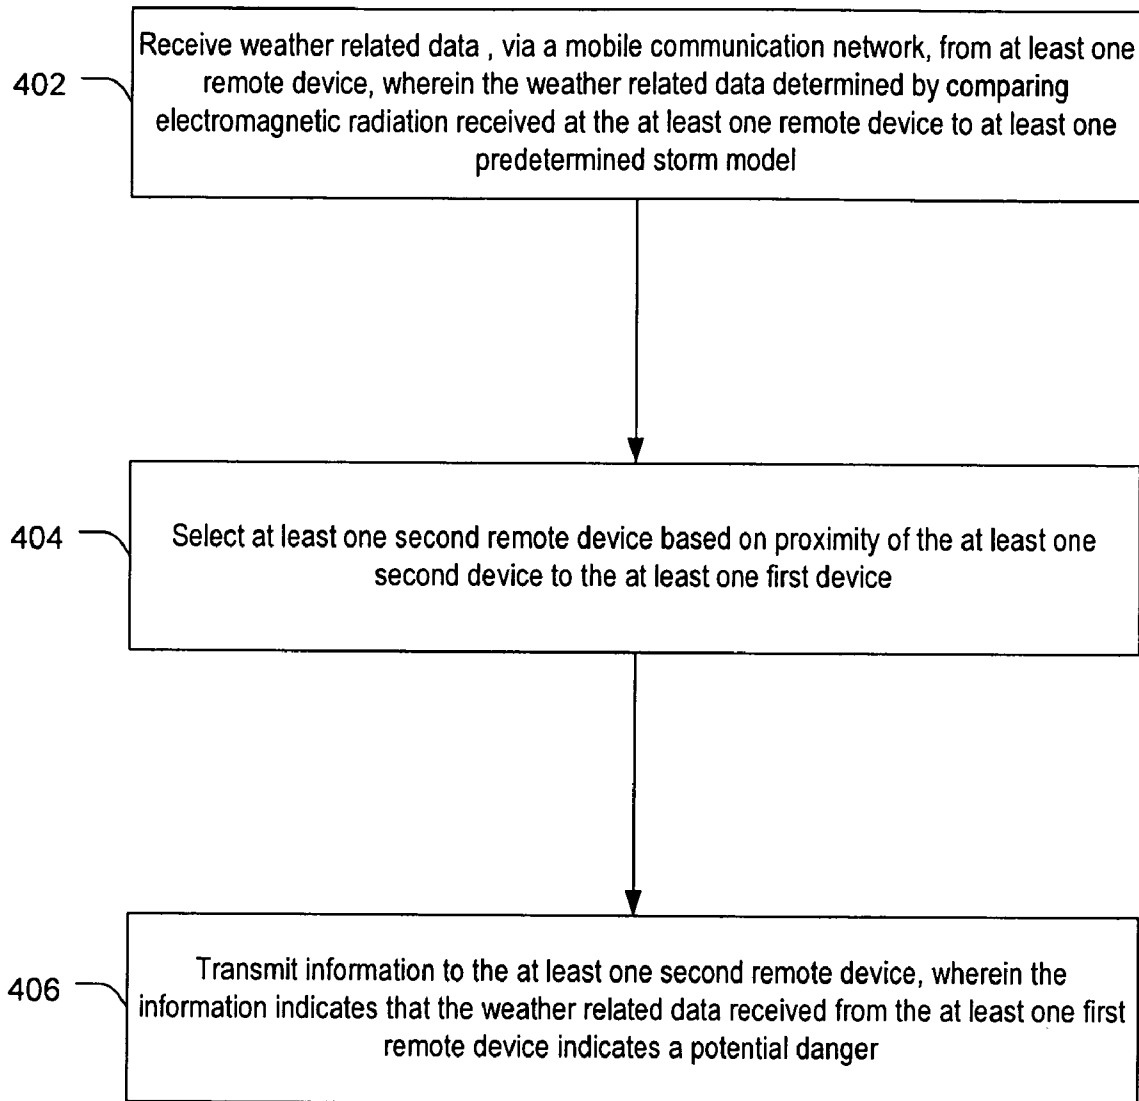 Receive weather related data , via a mobile communication network, from at least one
402
remote device, wherein the weather related data determined by comparing
electromagnetic radiation received at the at least one remote device to at least one
predetermined storm model
404
Select at least one second remote device based on proximity of the at least one
second device to the at least one first device
406
Transmit information to the at least one second remote device, wherein the
information indicates that the weather related data received from the at least one first
remote device indicates a potential danger